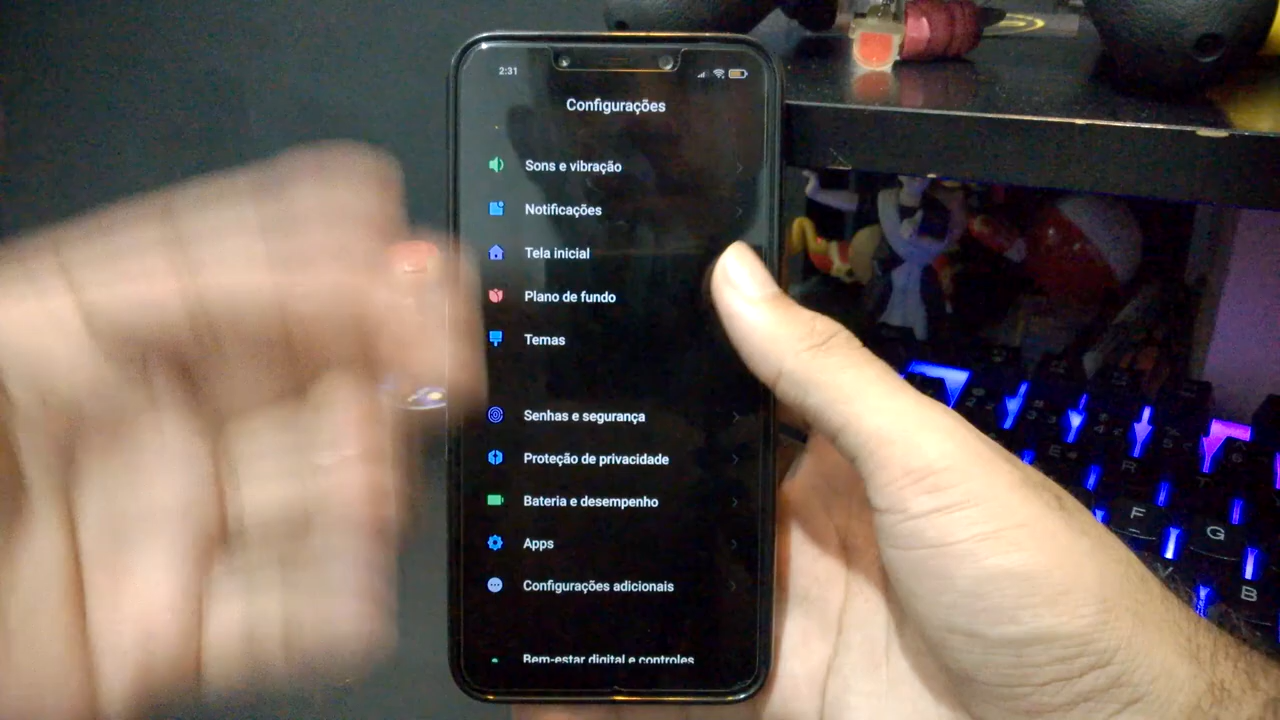 2:31
Configurações
Sons e vibração
Notificações
Tela inicial
Plano de fundo
Temas
Senhas e segurança
Proteção de privacidade
Bateria e desempenho
Apps
Configurações adicionais
Bem-estar digital e controles
E
R
F
G
V
B